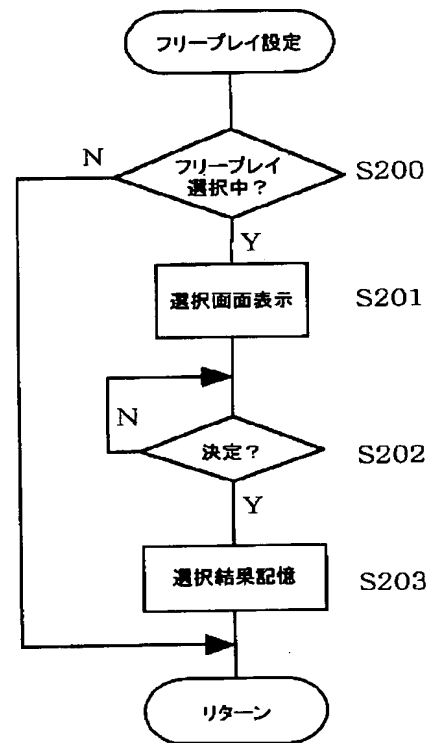 フリープレイ設定
N
フリープレイ
選択中？
S200
Y
選択画面表示
S201
N
決定？
S202
Y
選択結果記憶
S203
リターン